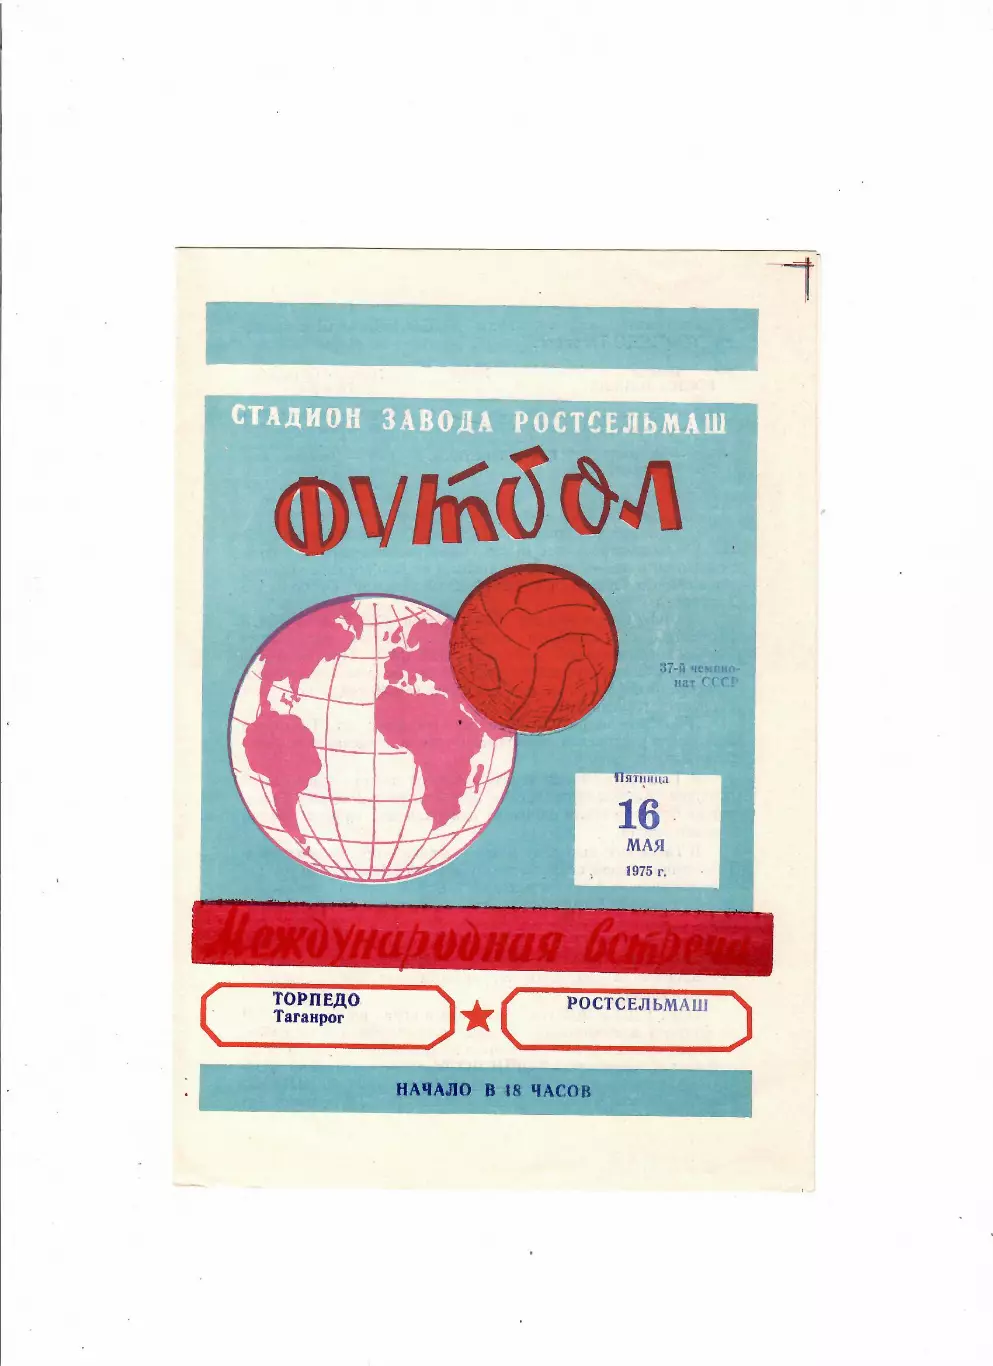 СТАДИОН ЗАВОДА РОСТСЕЛЬМАШ
ФУТБОЛ
37-й чемпио-
нат СССР
Пятница
16
МАЯ
1975 г.
Международная встреча
ТОРПЕДО
Таганрог
РОСТСЕЛЬМАШ
НАЧАЛО В 18 ЧАСОВ